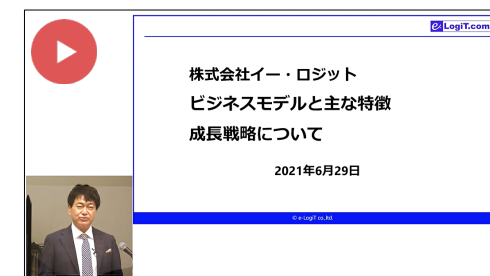 e-LogiT.com
株式会社イー・ロジット
ビジネスモデルと主な特徴
成長戦略について
2021年6月29日
© e-LogiT co.,ltd.